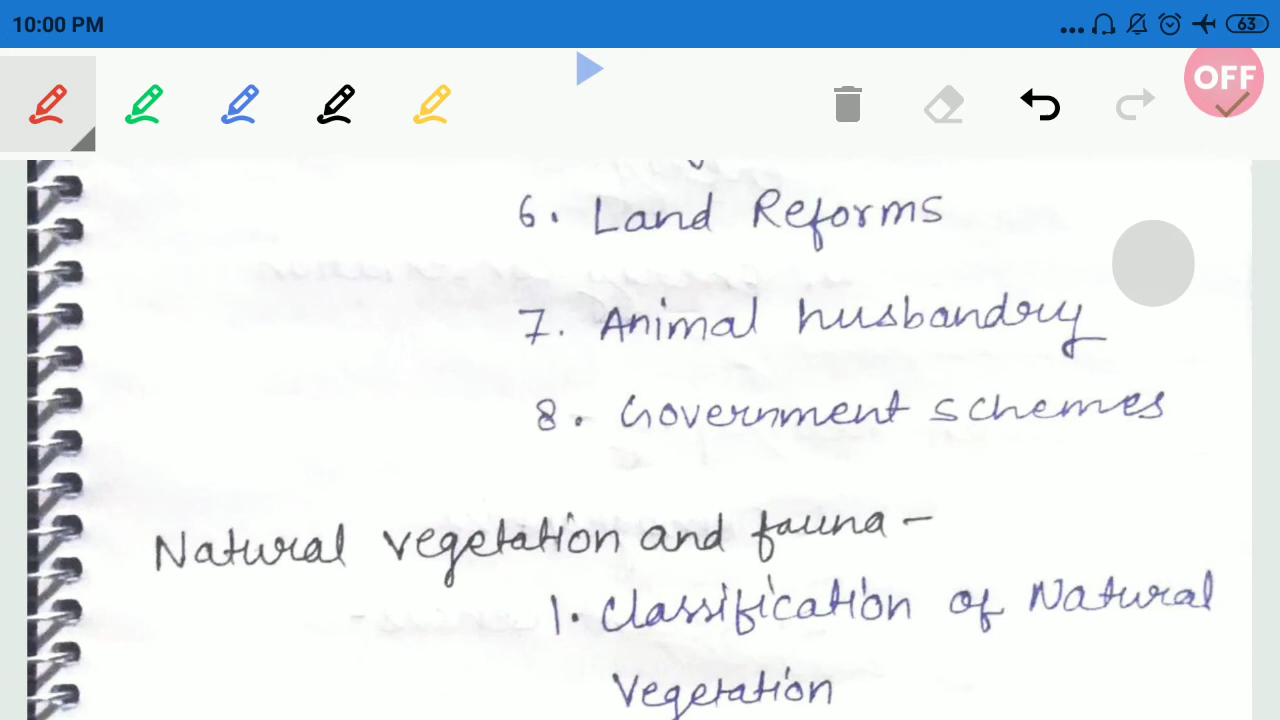 10:00 PM
63
OFF
6. Land Reforms
7. Animal husbandry
8. Government schemes
Natural vegetation and fauna -
1. Classification of Natural
Vegetation